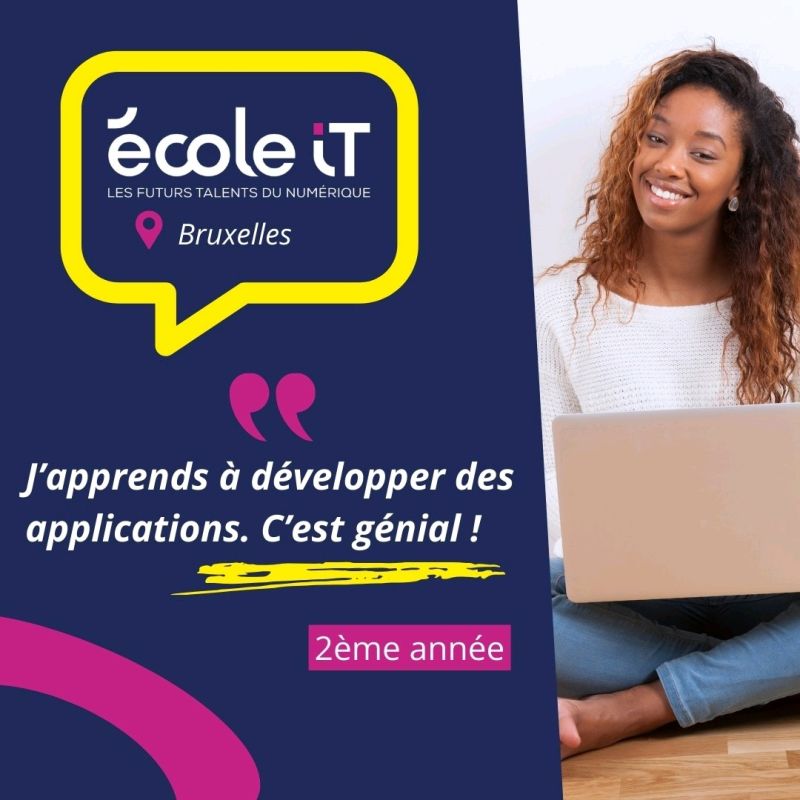 école iT
LES FUTURS TALENTS DU NUMÉRIQUE
Bruxelles
J’apprends à développer des
applications. C’est génial !
2ème année